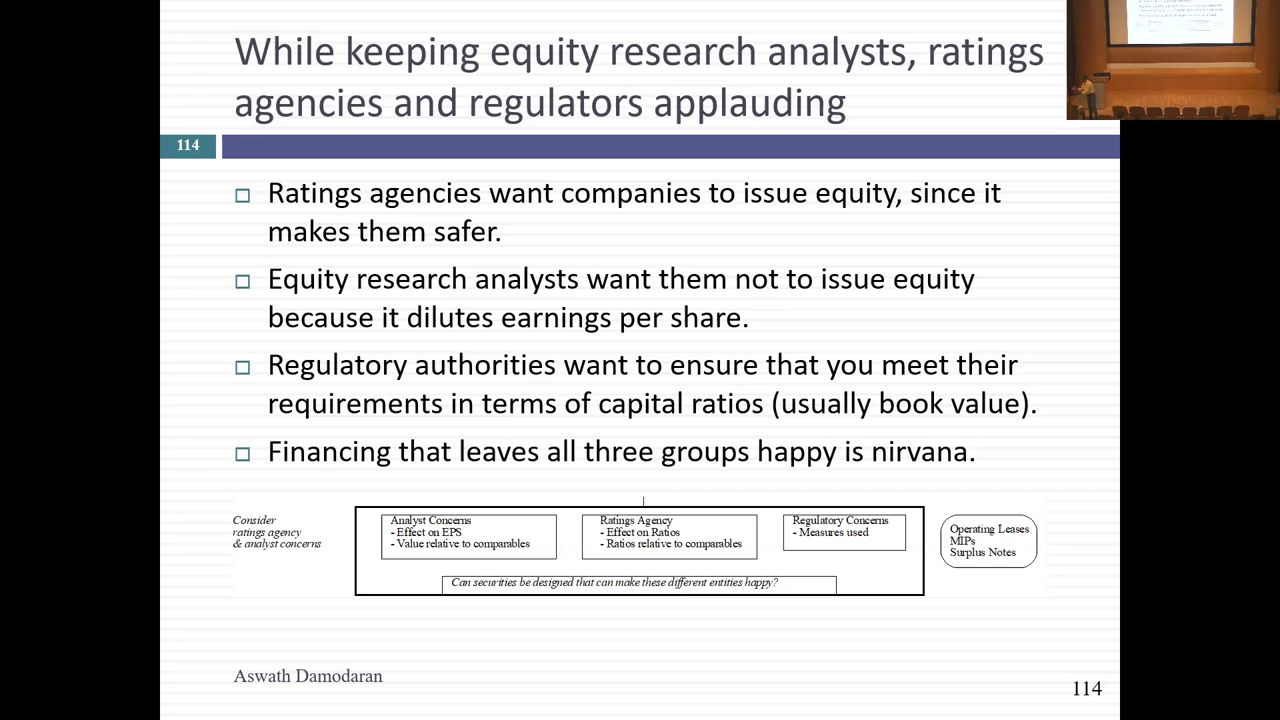 While keeping equity research analysts, ratings
agencies and regulators applauding
114
Ratings agencies want companies to issue equity, since it
makes them safer.
Equity research analysts want them not to issue equity
because it dilutes earnings per share.
Regulatory authorities want to ensure that you meet their
requirements in terms of capital ratios (usually book value).
Financing that leaves all three groups happy is nirvana.
Consider
ratings agency
& analyst concerns
Analyst Concerns
- Effect on EPS
- Value relative to comparables
Ratings Agency
- Effect on Ratios
- Ratios relative to comparables
Regulatory Concerns
- Measures used
Operating Leases
MIPs
Surplus Notes
Can securities be designed that can make these different entities happy?
Aswath Damodaran
114